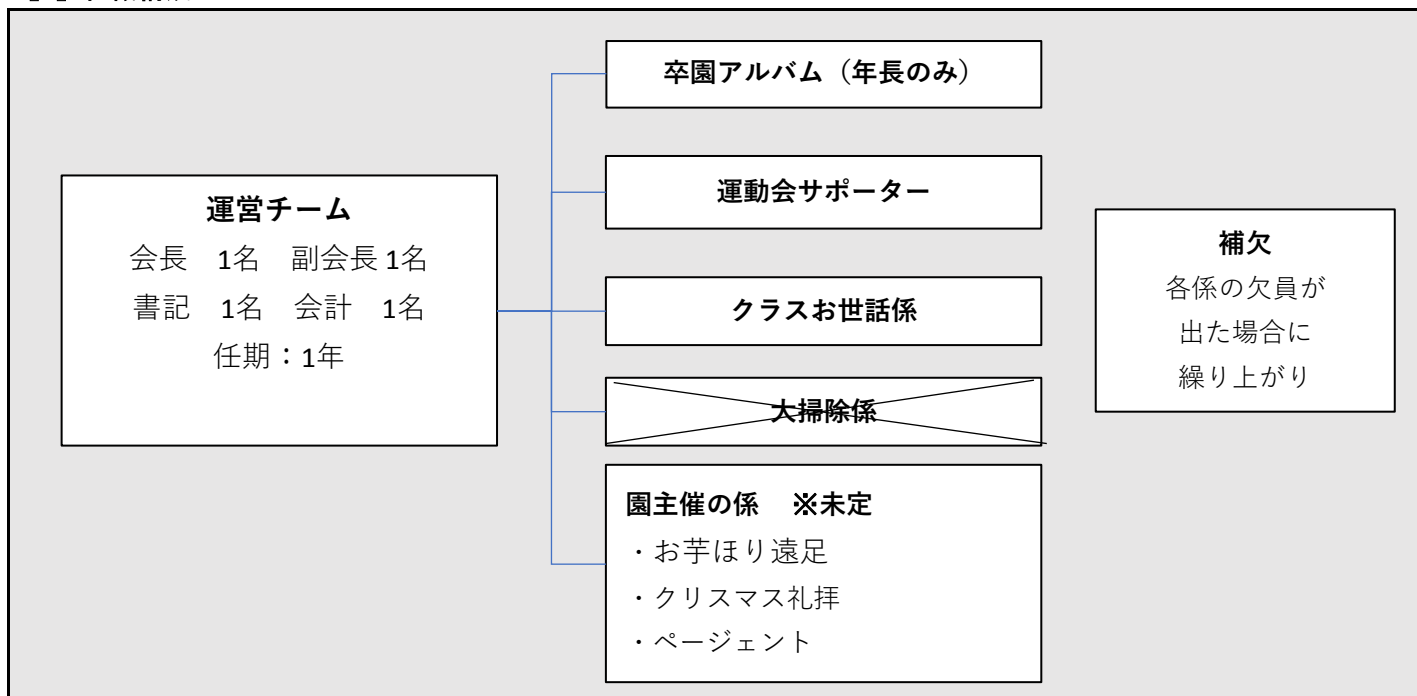 運営チーム
会長　1名　副会長 1名
書記　1名　会計　1名
任期：1年
卒園アルバム（年長のみ）
運動会サポーター
クラスお世話係
大掃除係
園主催の係　※未定
・お芋ほり遠足
・クリスマス礼拝
・ページェント
補欠
各係の欠員が
出た場合に
繰り上がり